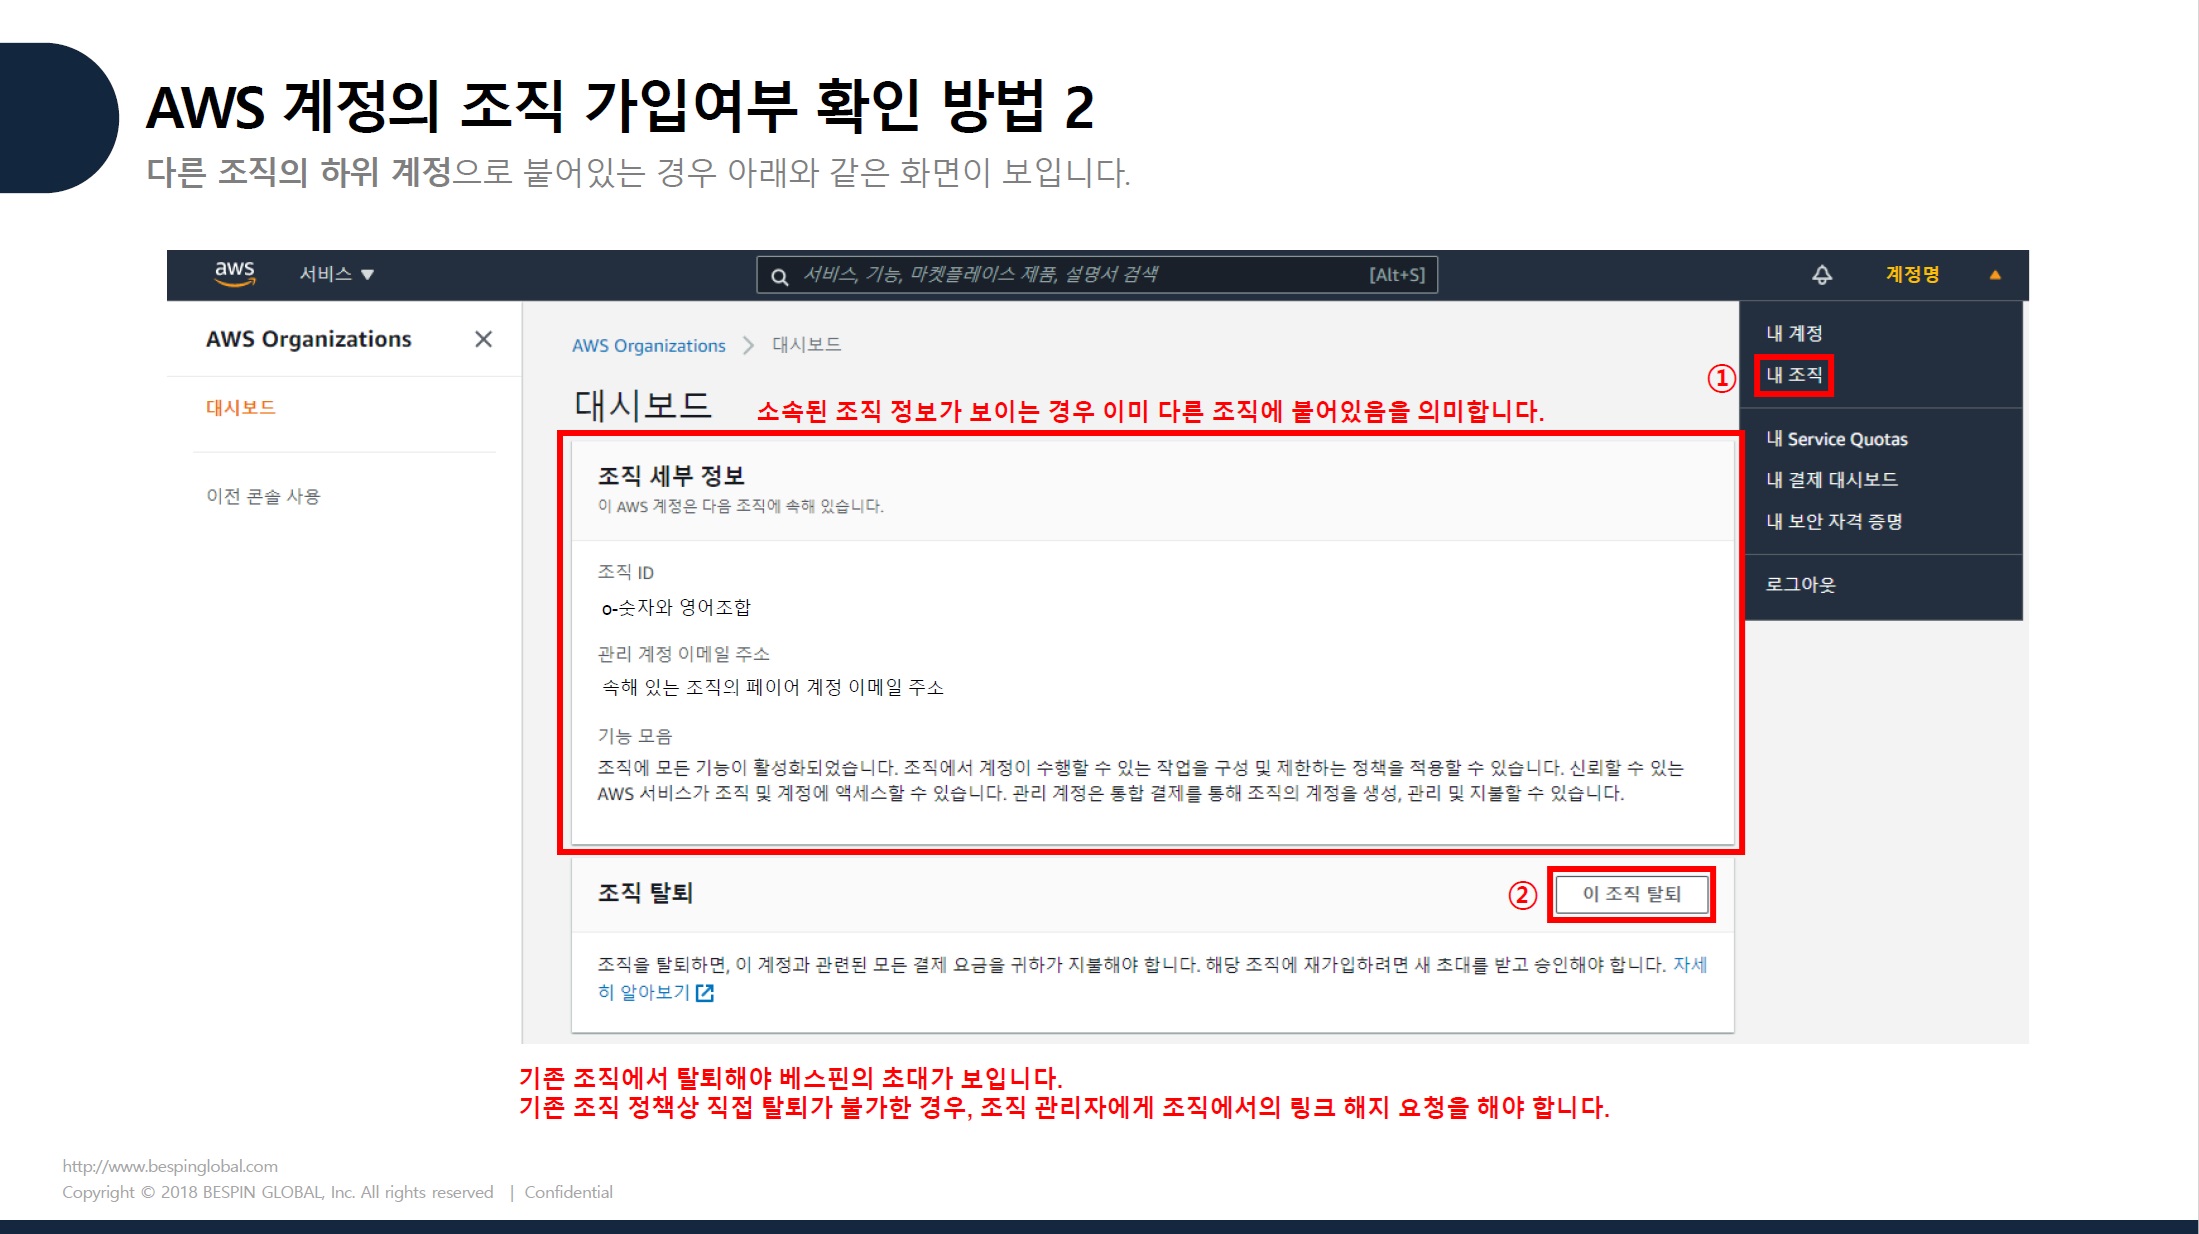 AWS 계정의 조직 가입여부 확인 방법 2
다른 조직의 하위 계정으로 붙어있는 경우 아래와 같은 화면이 보입니다.
aws 서비스 ▼ 서비스, 기능, 마켓플레이스 제품, 설명서 검색 [Alt+S] 계정명 ▲
AWS Organizations ✕
대시보드
이전 콘솔 사용
AWS Organizations > 대시보드
대시보드
소속된 조직 정보가 보이는 경우 이미 다른 조직에 붙어있음을 의미합니다.
조직 세부 정보
이 AWS 계정은 다음 조직에 속해 있습니다.
조직 ID
o-숫자와 영어조합
관리 계정 이메일 주소
속해 있는 조직의 페이어 계정 이메일 주소
기능 모음
조직에 모든 기능이 활성화되었습니다. 조직에서 계정이 수행할 수 있는 작업을 구성 및 제한하는 정책을 적용할 수 있습니다. 신뢰할 수 있는
AWS 서비스가 조직 및 계정에 액세스할 수 있습니다. 관리 계정은 통합 결제를 통해 조직의 계정을 생성, 관리 및 지불할 수 있습니다.
조직 탈퇴
② 이 조직 탈퇴
조직을 탈퇴하면, 이 계정과 관련된 모든 결제 요금을 귀하가 지불해야 합니다. 해당 조직에 재가입하려면 새 초대를 받고 승인해야 합니다. 자세
히 알아보기
내 계정
① 내 조직
내 Service Quotas
내 결제 대시보드
내 보안 자격 증명
로그아웃
기존 조직에서 탈퇴해야 베스핀의 초대가 보입니다.
기존 조직 정책상 직접 탈퇴가 불가한 경우, 조직 관리자에게 조직에서의 링크 해지 요청을 해야 합니다.
http://www.bespinglobal.com
Copyright © 2018 BESPIN GLOBAL, Inc. All rights reserved | Confidential